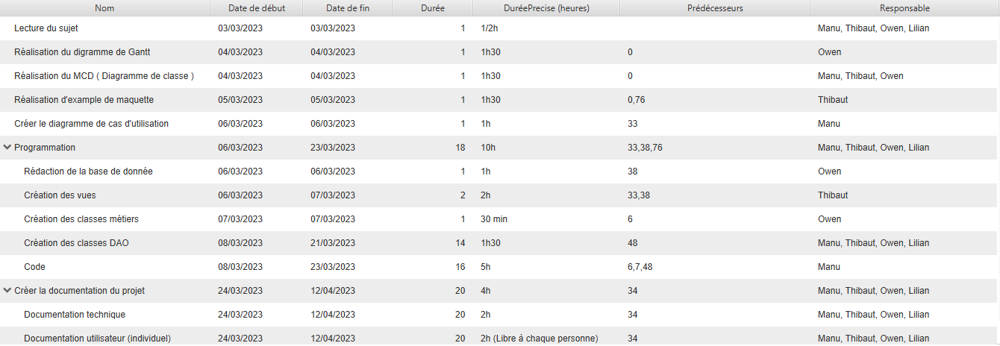 Nom Date de début Date de fin Durée DuréePrecise (heures) Prédécesseurs Responsable
Lecture du sujet 03/03/2023 03/03/2023 1 1/2h Manu, Thibaut, Owen, Lilian
Réalisation du digramme de Gantt 04/03/2023 04/03/2023 1 1h30 0 Owen
Réalisation du MCD ( Diagramme de classe ) 04/03/2023 04/03/2023 1 1h30 0 Manu, Thibaut, Owen
Réalisation d'example de maquette 05/03/2023 05/03/2023 1 1h30 0,76 Thibaut
Créer le diagramme de cas d'utilisation 06/03/2023 06/03/2023 1 1h 33 Manu
Programmation 06/03/2023 23/03/2023 18 10h 33,38,76 Manu, Thibaut, Owen, Lilian
Rédaction de la base de donnée 06/03/2023 06/03/2023 1 1h 38 Owen
Création des vues 06/03/2023 07/03/2023 2 2h 33,38 Thibaut
Création des classes métiers 07/03/2023 07/03/2023 1 30 min 6 Owen
Création des classes DAO 08/03/2023 21/03/2023 14 1h30 48 Manu, Thibaut, Owen, Lilian
Code 08/03/2023 23/03/2023 16 5h 6,7,48 Manu
Créer la documentation du projet 24/03/2023 12/04/2023 20 4h 34 Manu, Thibaut, Owen, Lilian
Documentation technique 24/03/2023 12/04/2023 20 2h 34 Manu, Thibaut, Owen, Lilian
Documentation utilisateur (individuel) 24/03/2023 12/04/2023 20 2h (Libre à chaque personne) 34 Manu, Thibaut, Owen, Lilian